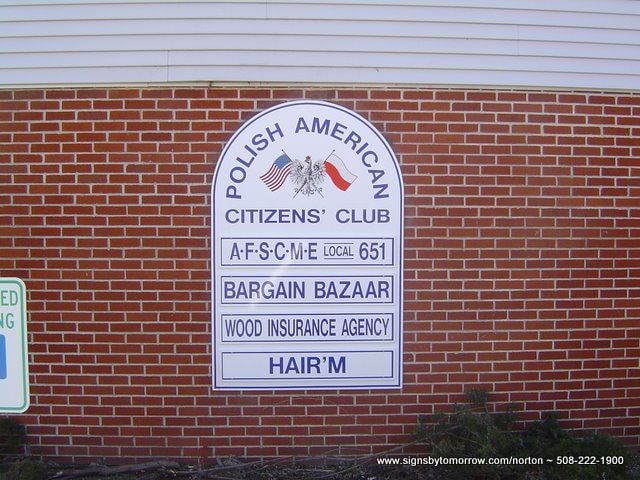 POLISH AMERICAN
CITIZENS' CLUB
A·F·S·C·M·E LOCAL 651
BARGAIN BAZAAR
WOOD INSURANCE AGENCY
HAIR'M
ED
NG
www.signsbytomorrow.com/norton ~ 508-222-1900